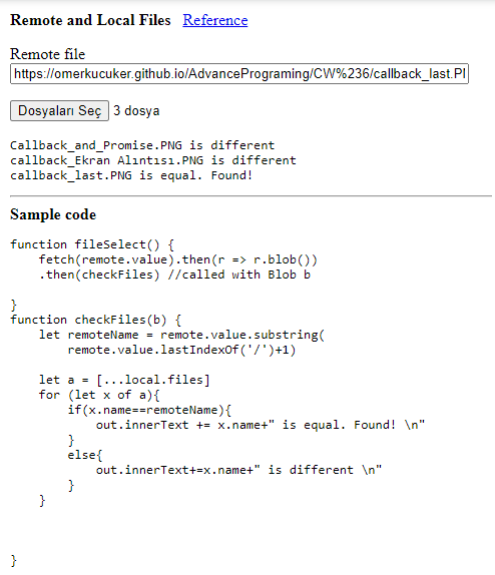 Remote and Local Files Reference
Remote file
https://omerkucuker.github.io/AdvancePrograming/CW%236/callback_last.Pl
Dosyaları Seç 3 dosya
Callback_and_Promise.PNG is different
callback_Ekran Alıntısı.PNG is different
callback_last.PNG is equal. Found!
Sample code
function fileSelect() {
    fetch(remote.value).then(r => r.blob())
    .then(checkFiles) //called with Blob b
}
function checkFiles(b) {
    let remoteName = remote.value.substring(
        remote.value.lastIndexOf('/')+1)
    let a = [...local.files]
    for (let x of a){
        if(x.name==remoteName){
            out.innerText += x.name+" is equal. Found! \n"
        }
        else{
            out.innerText+=x.name+" is different \n"
        }
    }
}